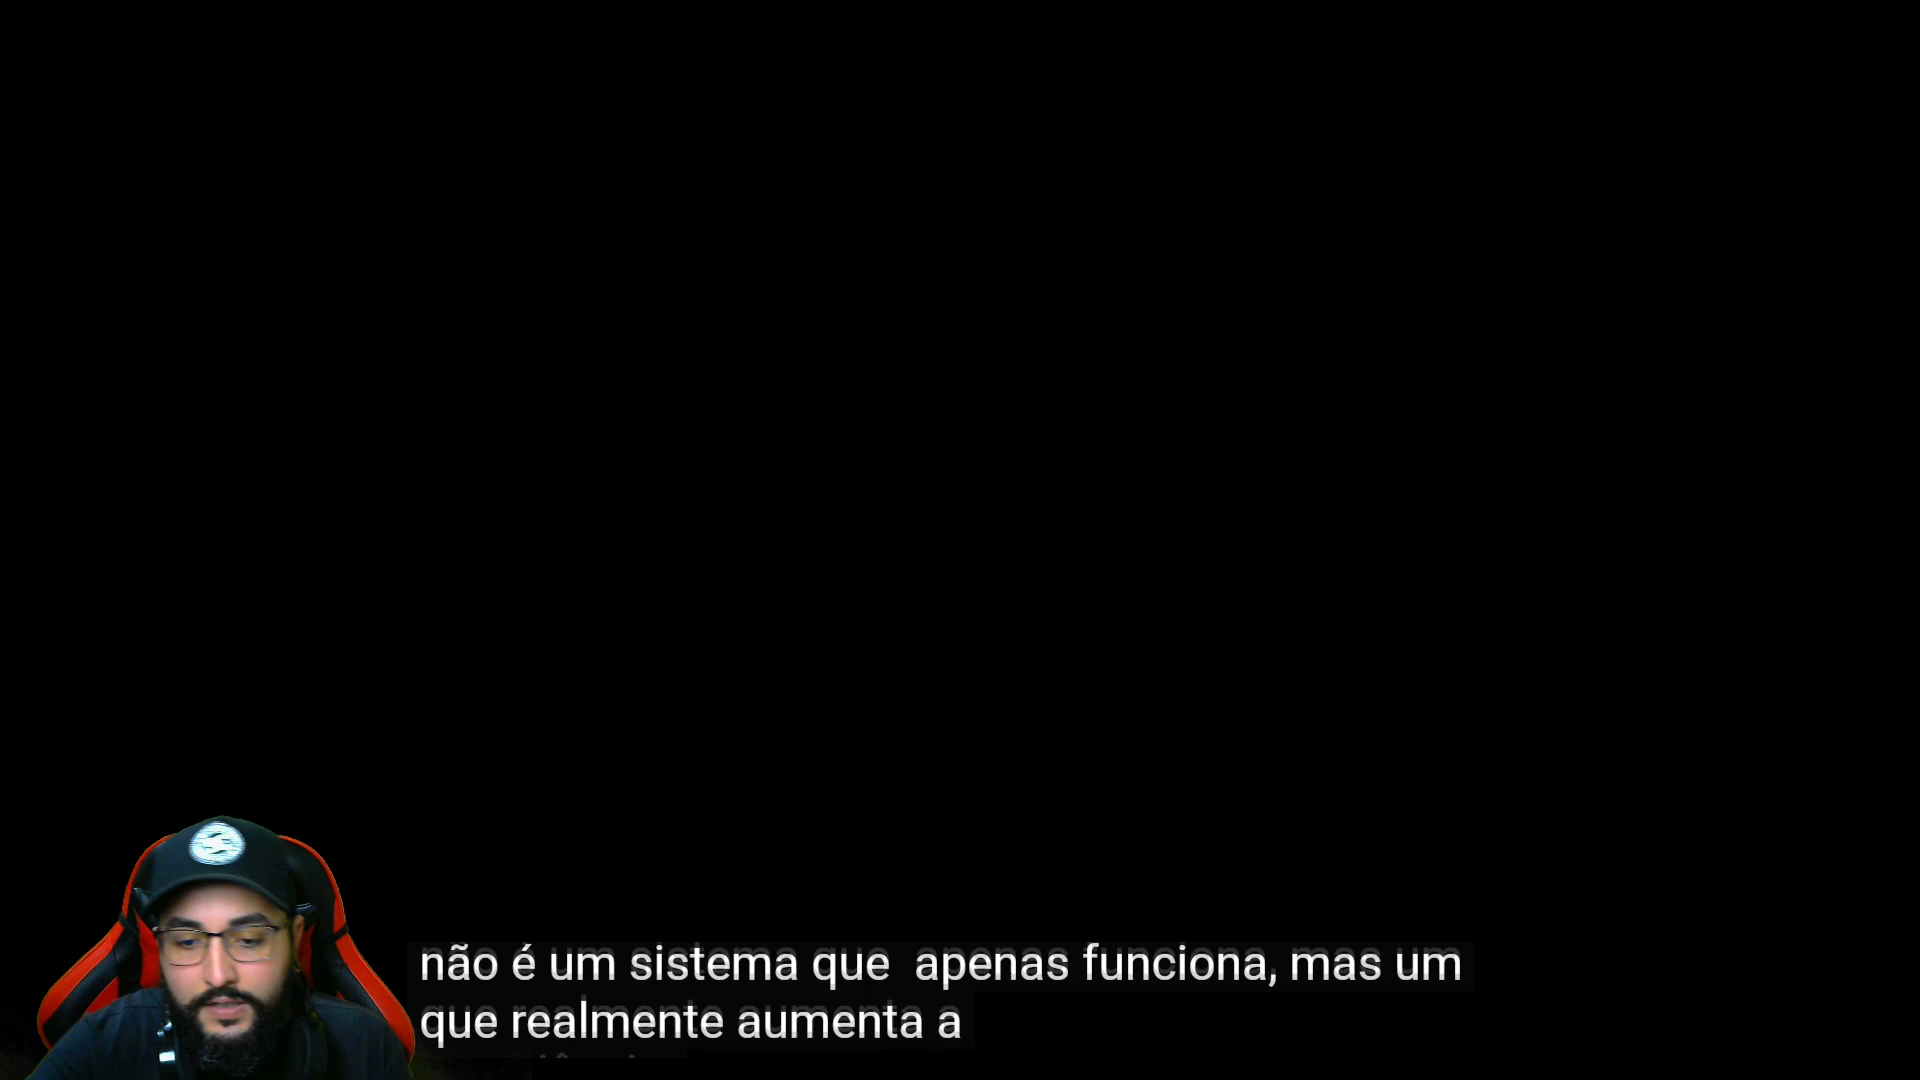 não é um sistema que apenas funciona, mas um
que realmente aumenta a